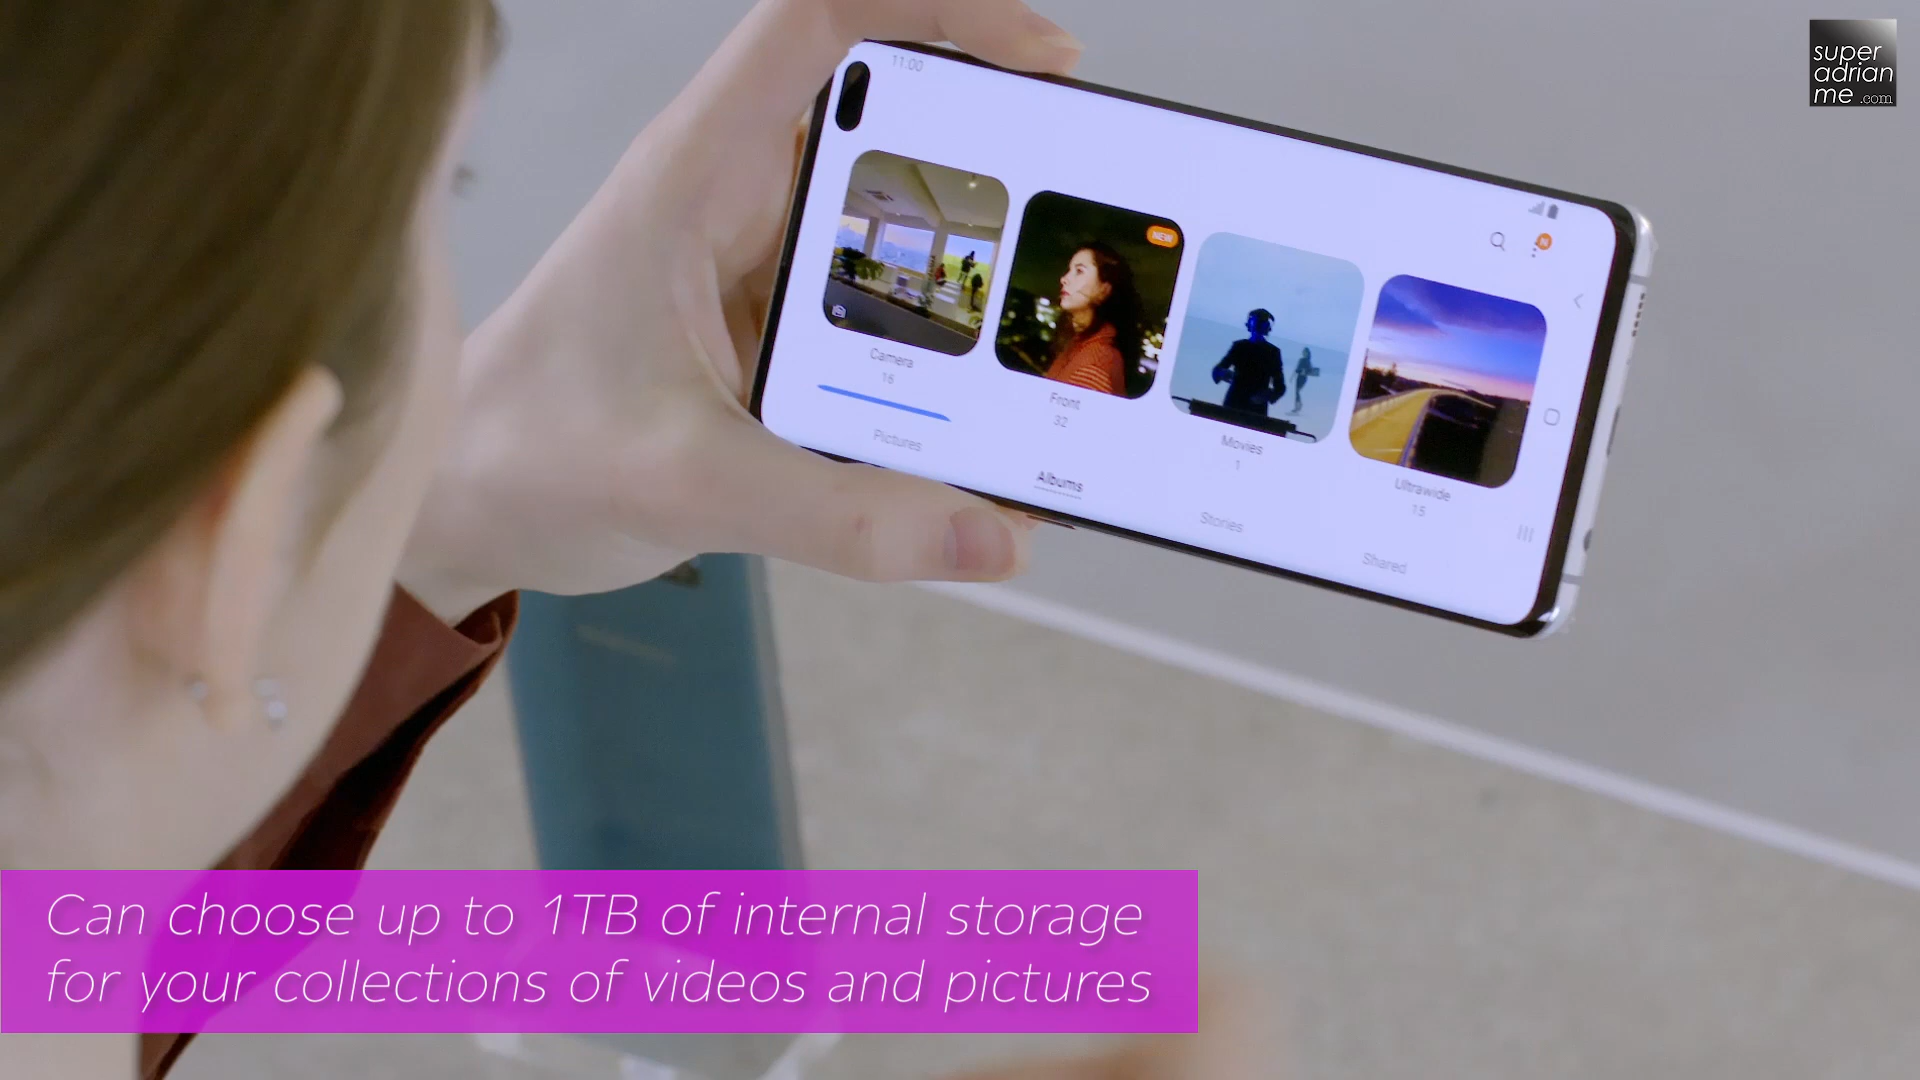 super
adrian
me .com
11:00
NEW
N
Camera
16
Front
32
Movies
1
Ultrawide
15
Pictures
Albums
Stories
Shared
Can choose up to 1TB of internal storage
for your collections of videos and pictures